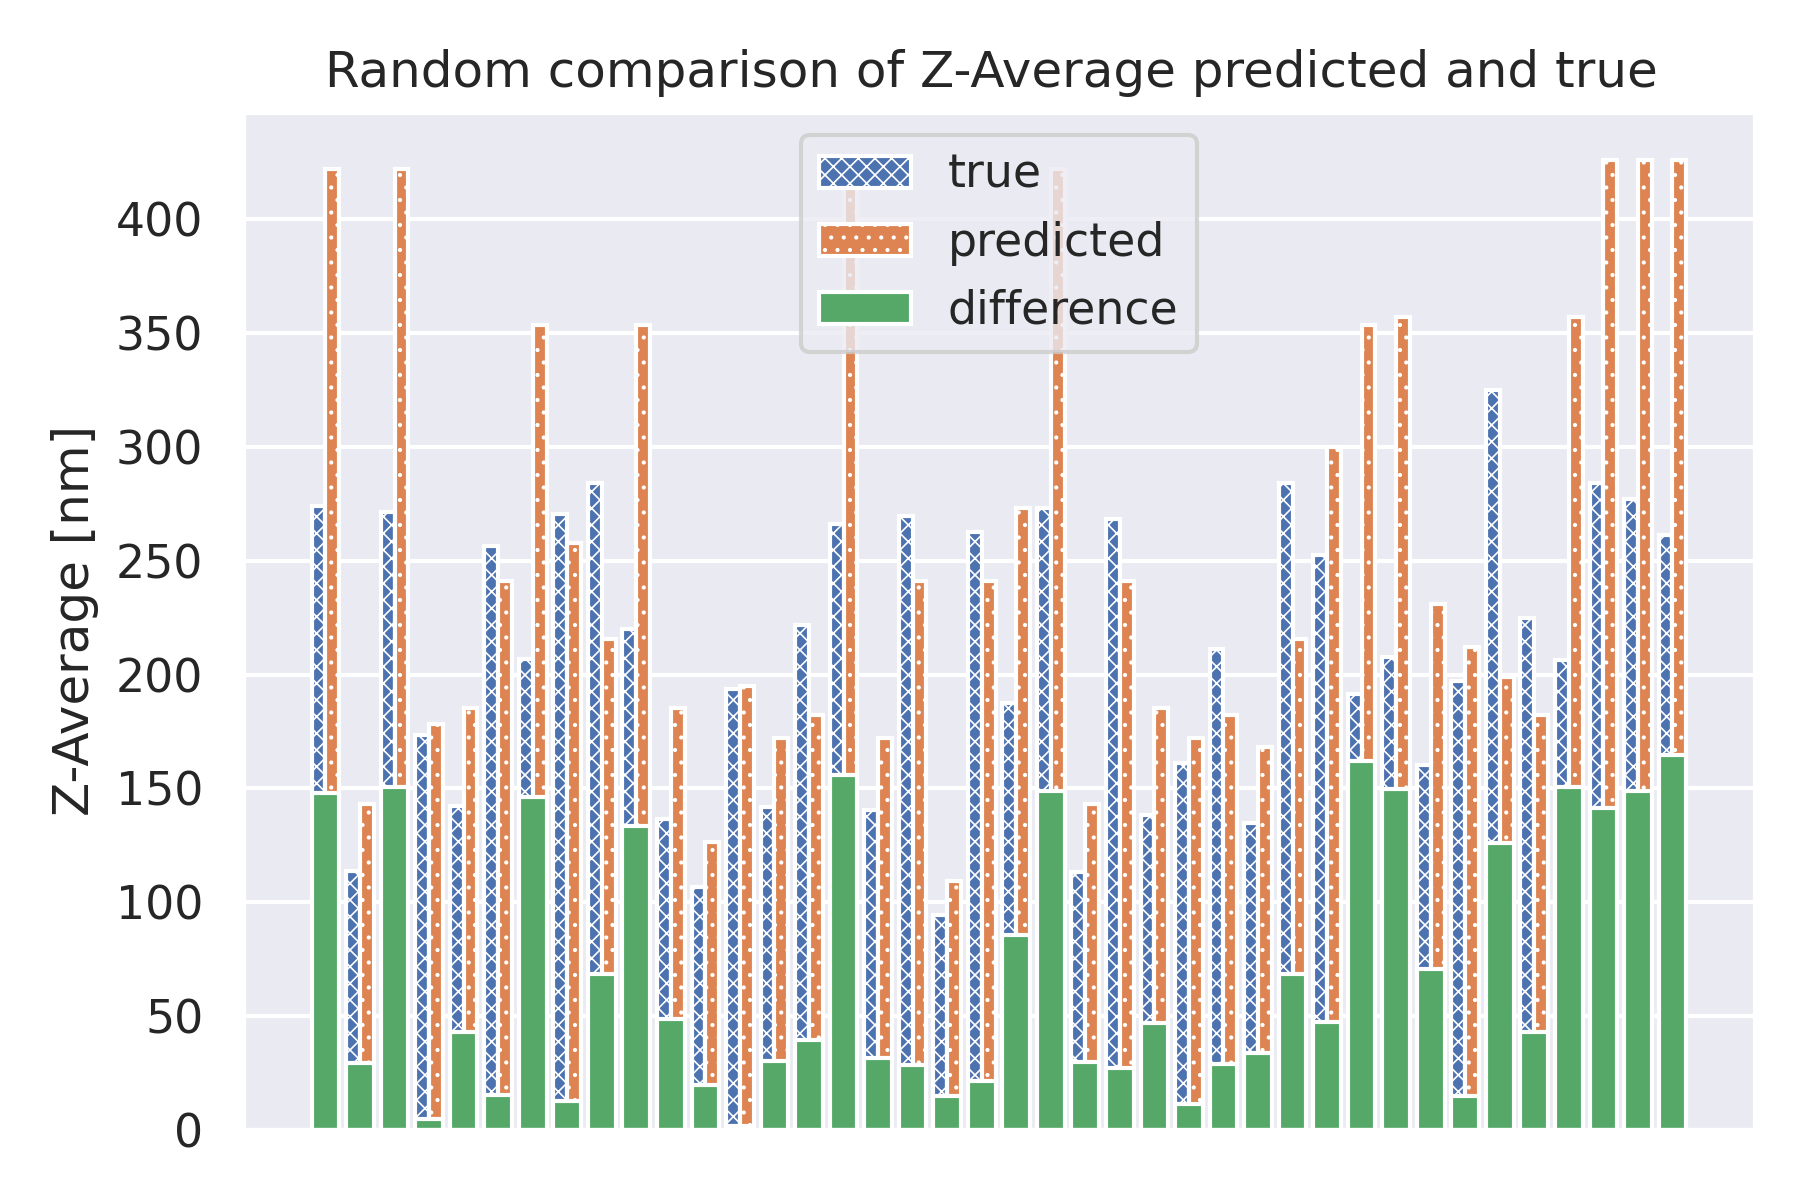 Random comparison of Z-Average predicted and true
true
predicted
difference
Z-Average [nm]
400
350
300
250
200
150
100
50
0